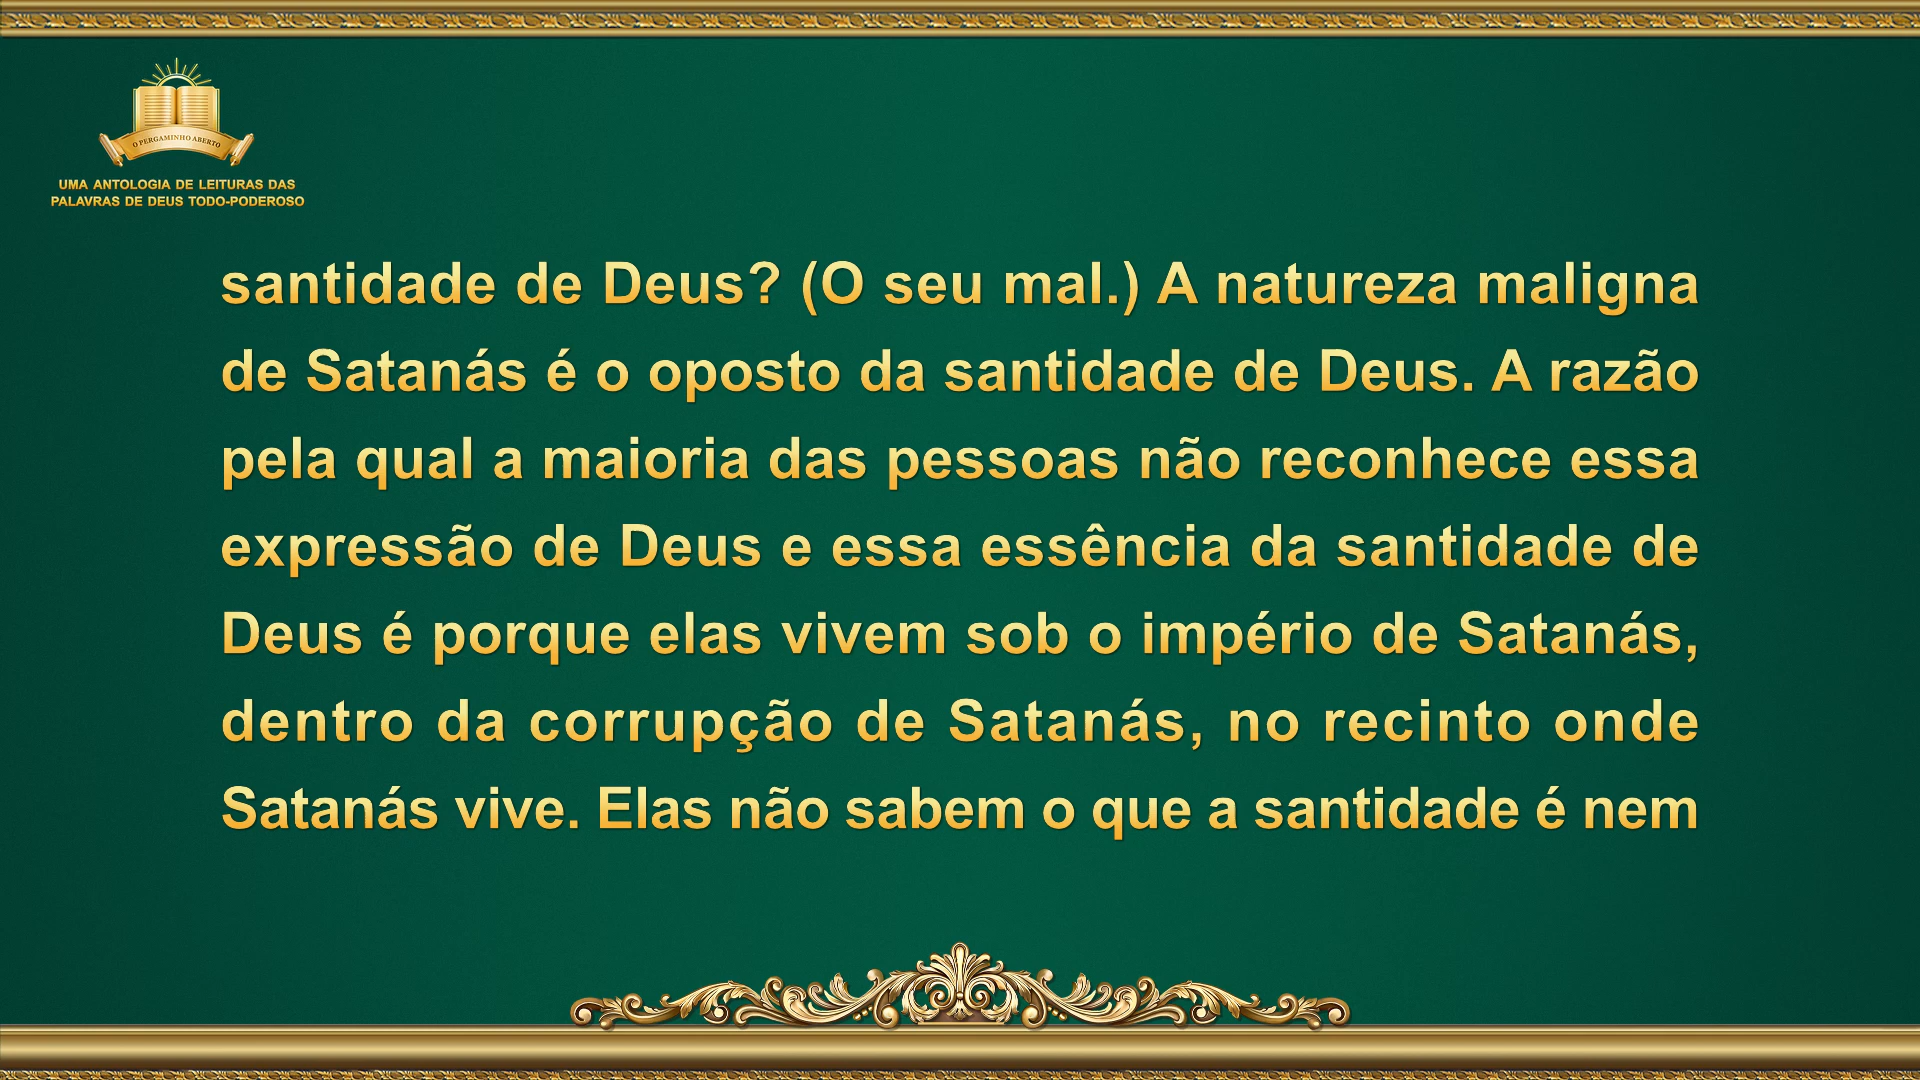 O PERGAMINHO ABERTO
UMA ANTOLOGIA DE LEITURAS DAS
PALAVRAS DE DEUS TODO-PODEROSO
santidade de Deus? (O seu mal.) A natureza maligna
de Satanás é o oposto da santidade de Deus. A razão
pela qual a maioria das pessoas não reconhece essa
expressão de Deus e essa essência da santidade de
Deus é porque elas vivem sob o império de Satanás,
dentro da corrupção de Satanás, no recinto onde
Satanás vive. Elas não sabem o que a santidade é nem